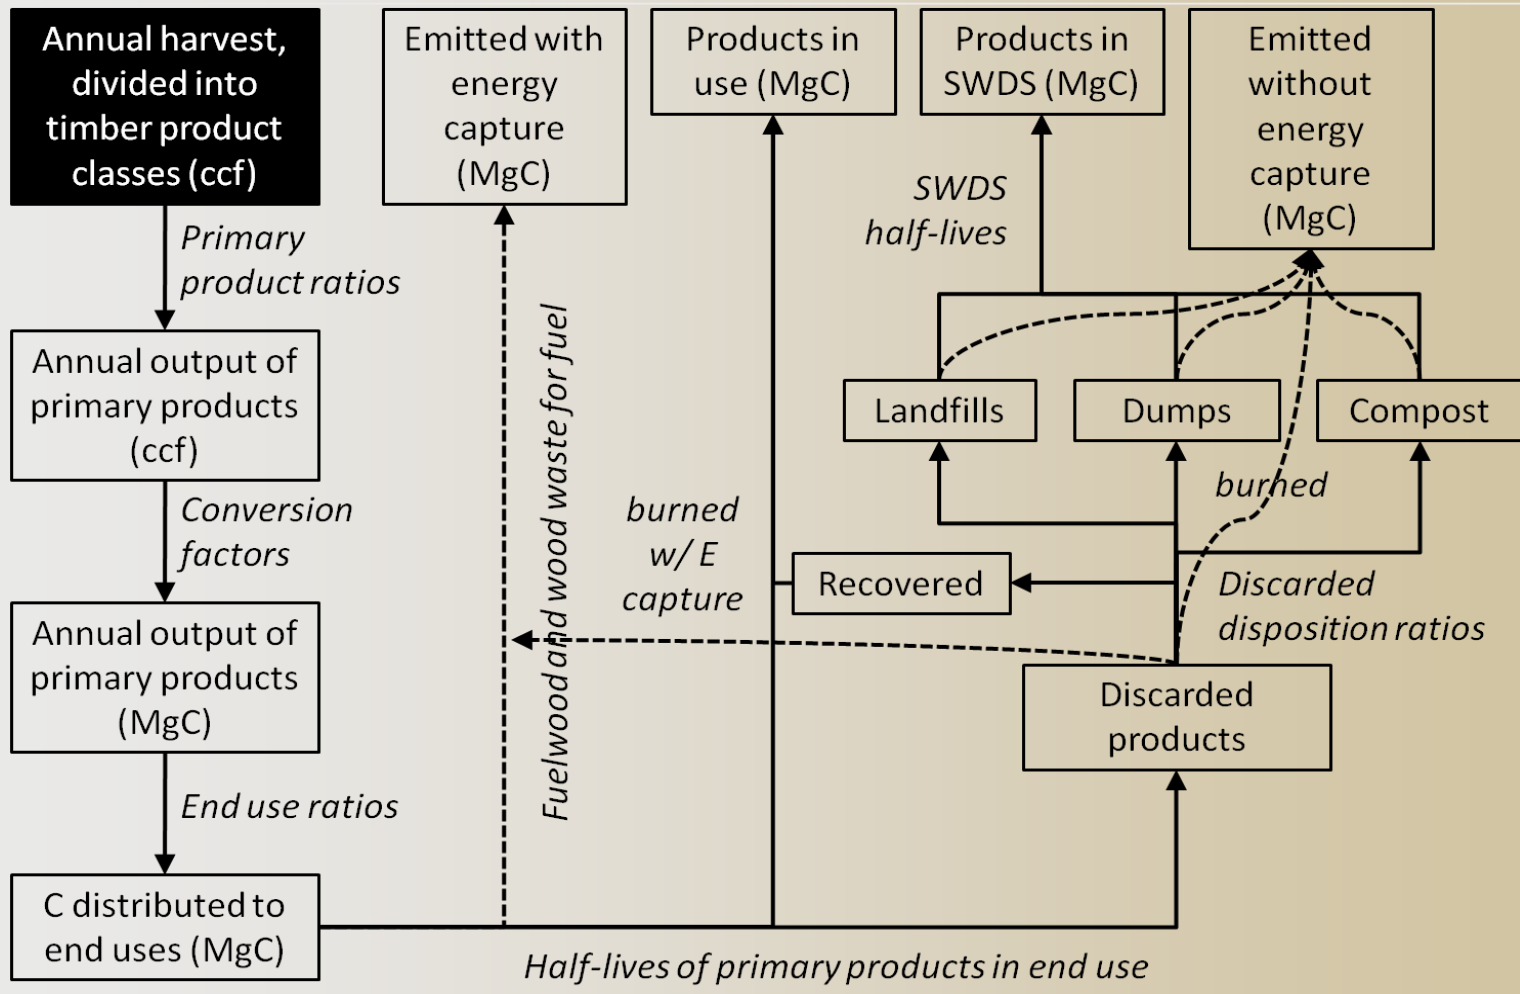 Annual harvest,
divided into
timber product
classes (ccf)
Emitted with
energy
capture
(MgC)
Products in
use (MgC)
Products in
SWDS (MgC)
Emitted
without
energy
capture
(MgC)
Primary
product ratios
SWDS
half-lives
Annual output of
primary products
(ccf)
Fuelwood and wood waste for fuel
Landfills
Dumps
Compost
Conversion
factors
burned
w/ E
capture
burned
Recovered
Discarded
disposition ratios
Annual output of
primary products
(MgC)
Discarded
products
End use ratios
C distributed to
end uses (MgC)
Half-lives of primary products in end use